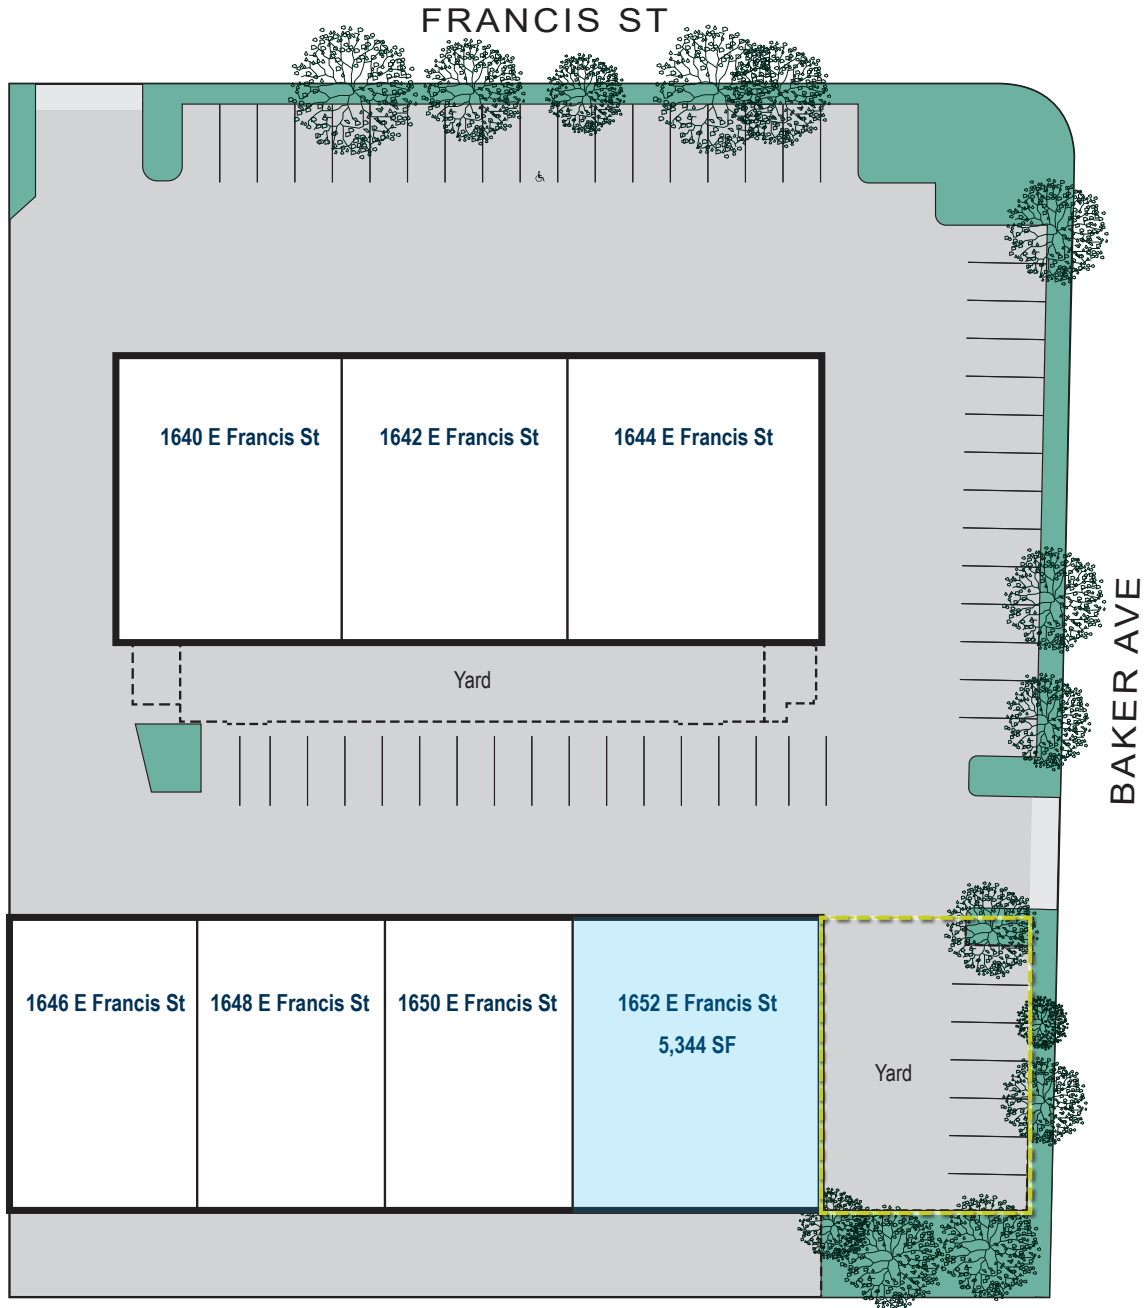 FRANCIS ST
1640 E Francis St
1642 E Francis St
1644 E Francis St
Yard
BAKER AVE
1646 E Francis St
1648 E Francis St
1650 E Francis St
1652 E Francis St
5,344 SF
Yard